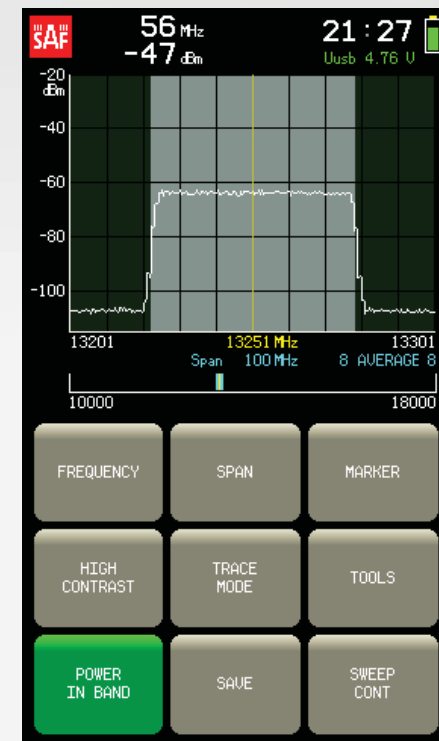 SAF
56 MHz
-47 dBm
21:27
Uusb 4.76 V
-20
dBm
-40
-60
-80
-100
13201 13251 MHz 13301
Span 100 MHz 8 AVERAGE 8
10000 18000
FREQUENCY
SPAN
MARKER
HIGH
CONTRAST
TRACE
MODE
TOOLS
POWER
IN BAND
SAVE
SWEEP
CONT